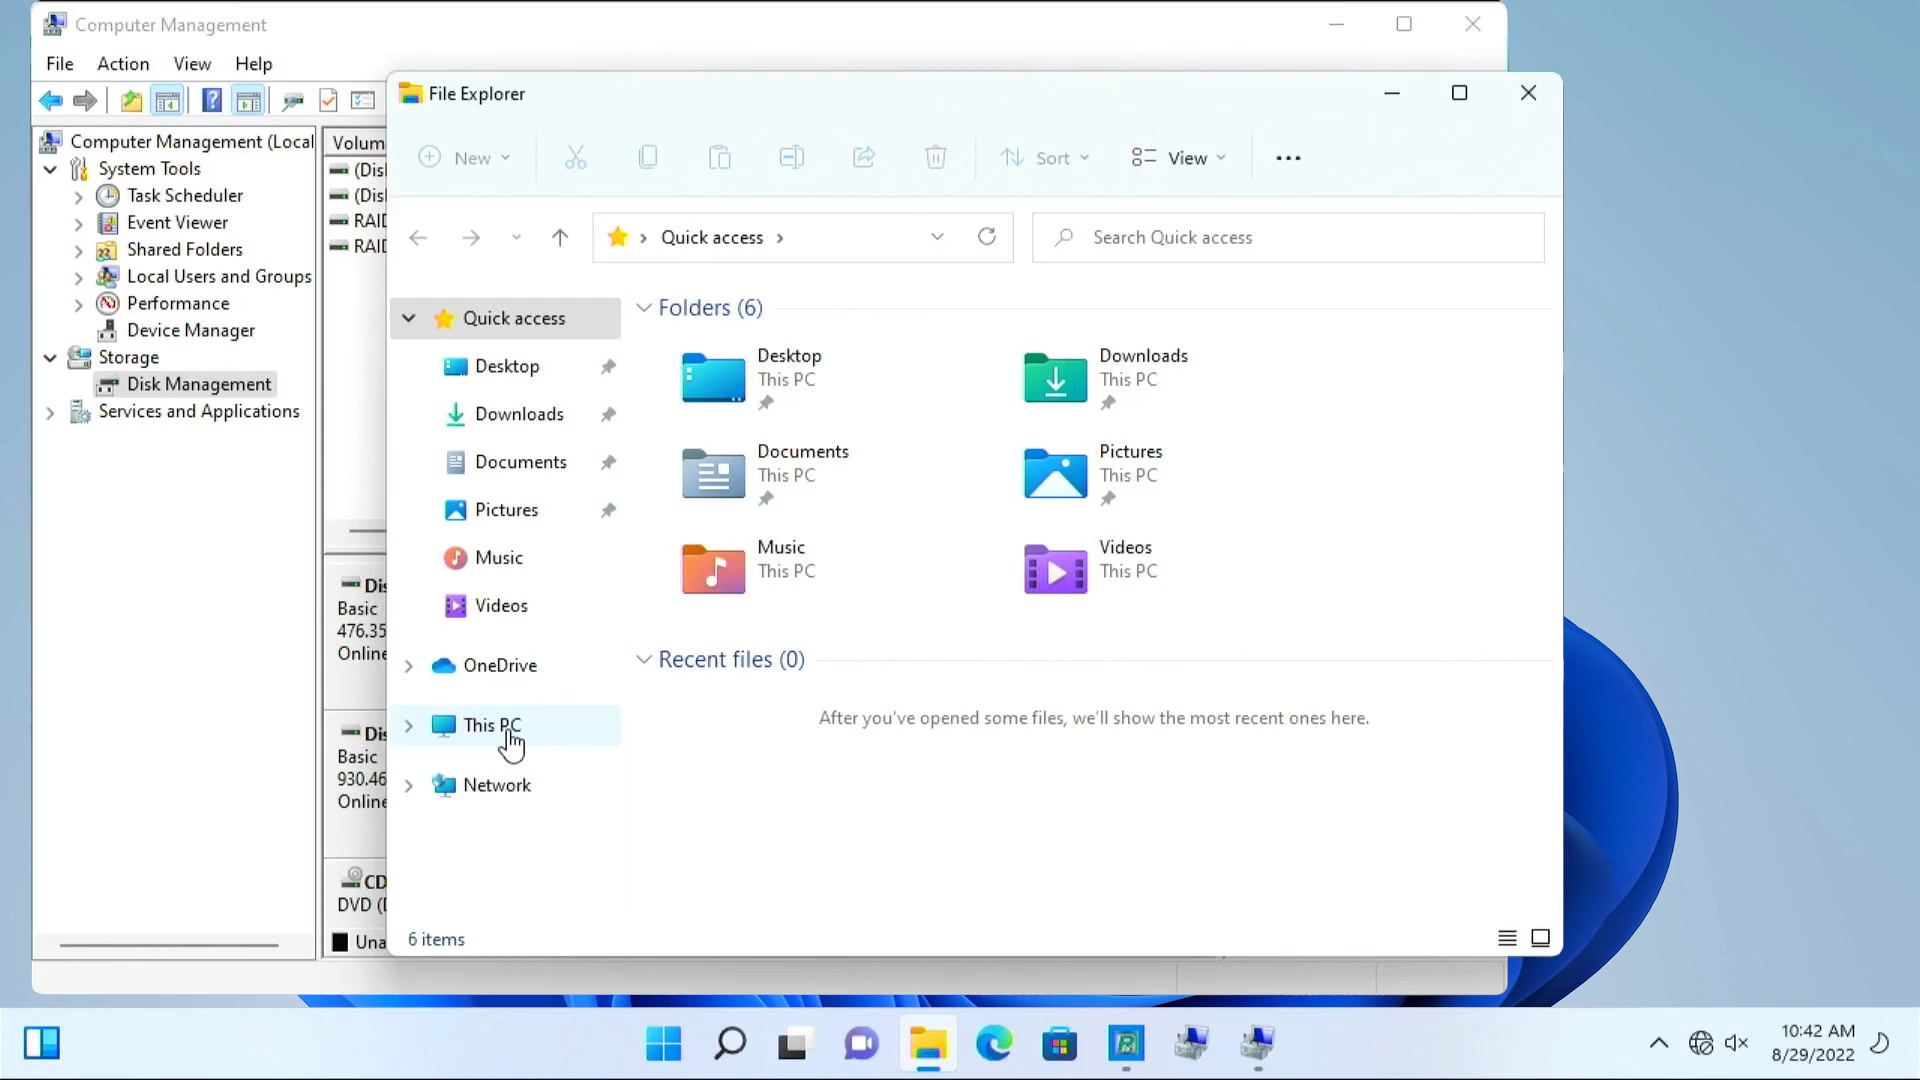 Computer Management
File Action View Help
Computer Management (Local
System Tools
Task Scheduler
Event Viewer
Shared Folders
Local Users and Groups
Performance
Device Manager
Storage
Disk Management
Services and Applications
Volum
(Dis
(Dis
RAID
RAID
Dis
Basic
476.35
Online
Dis
Basic
930.46
Online
CD
DVD (
Una
File Explorer
New
Sort
View
Quick access
Search Quick access
Quick access
Desktop
Downloads
Documents
Pictures
Music
Videos
OneDrive
This PC
Network
Folders (6)
Desktop
This PC
Downloads
This PC
Documents
This PC
Pictures
This PC
Music
This PC
Videos
This PC
Recent files (0)
After you've opened some files, we'll show the most recent ones here.
6 items
10:42 AM
8/29/2022